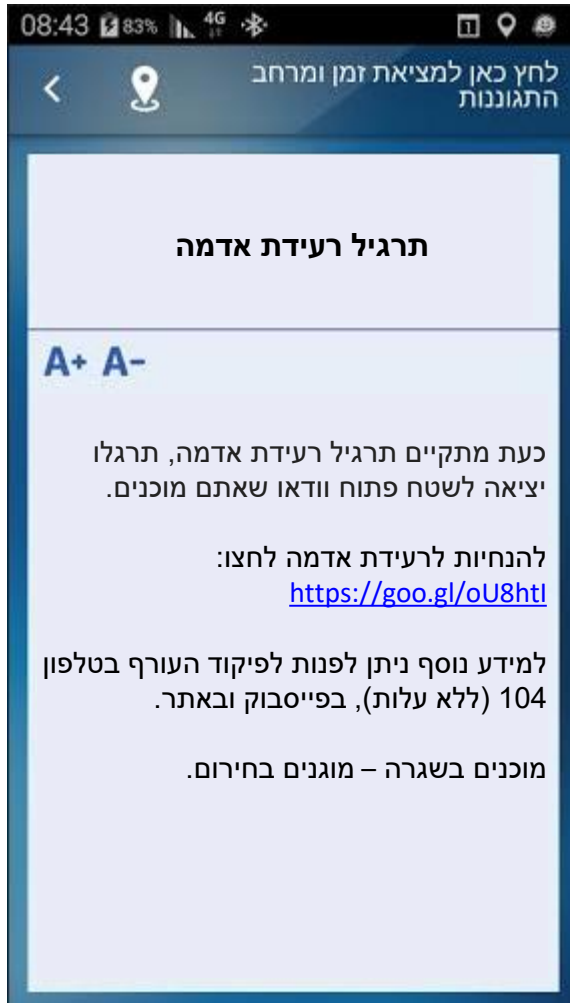 08:43 83% 4G 1
לחץ כאן למציאת זמן ומרחב
התגוננות
תרגיל רעידת אדמה
A+ A-
כעת מתקיים תרגיל רעידת אדמה, תרגלו
יציאה לשטח פתוח וודאו שאתם מוכנים.
להנחיות לרעידת אדמה לחצו:
https://goo.gl/oU8htI
למידע נוסף ניתן לפנות לפיקוד העורף בטלפון
104 (ללא עלות), בפייסבוק ובאתר.
מוכנים בשגרה – מוגנים בחירום.